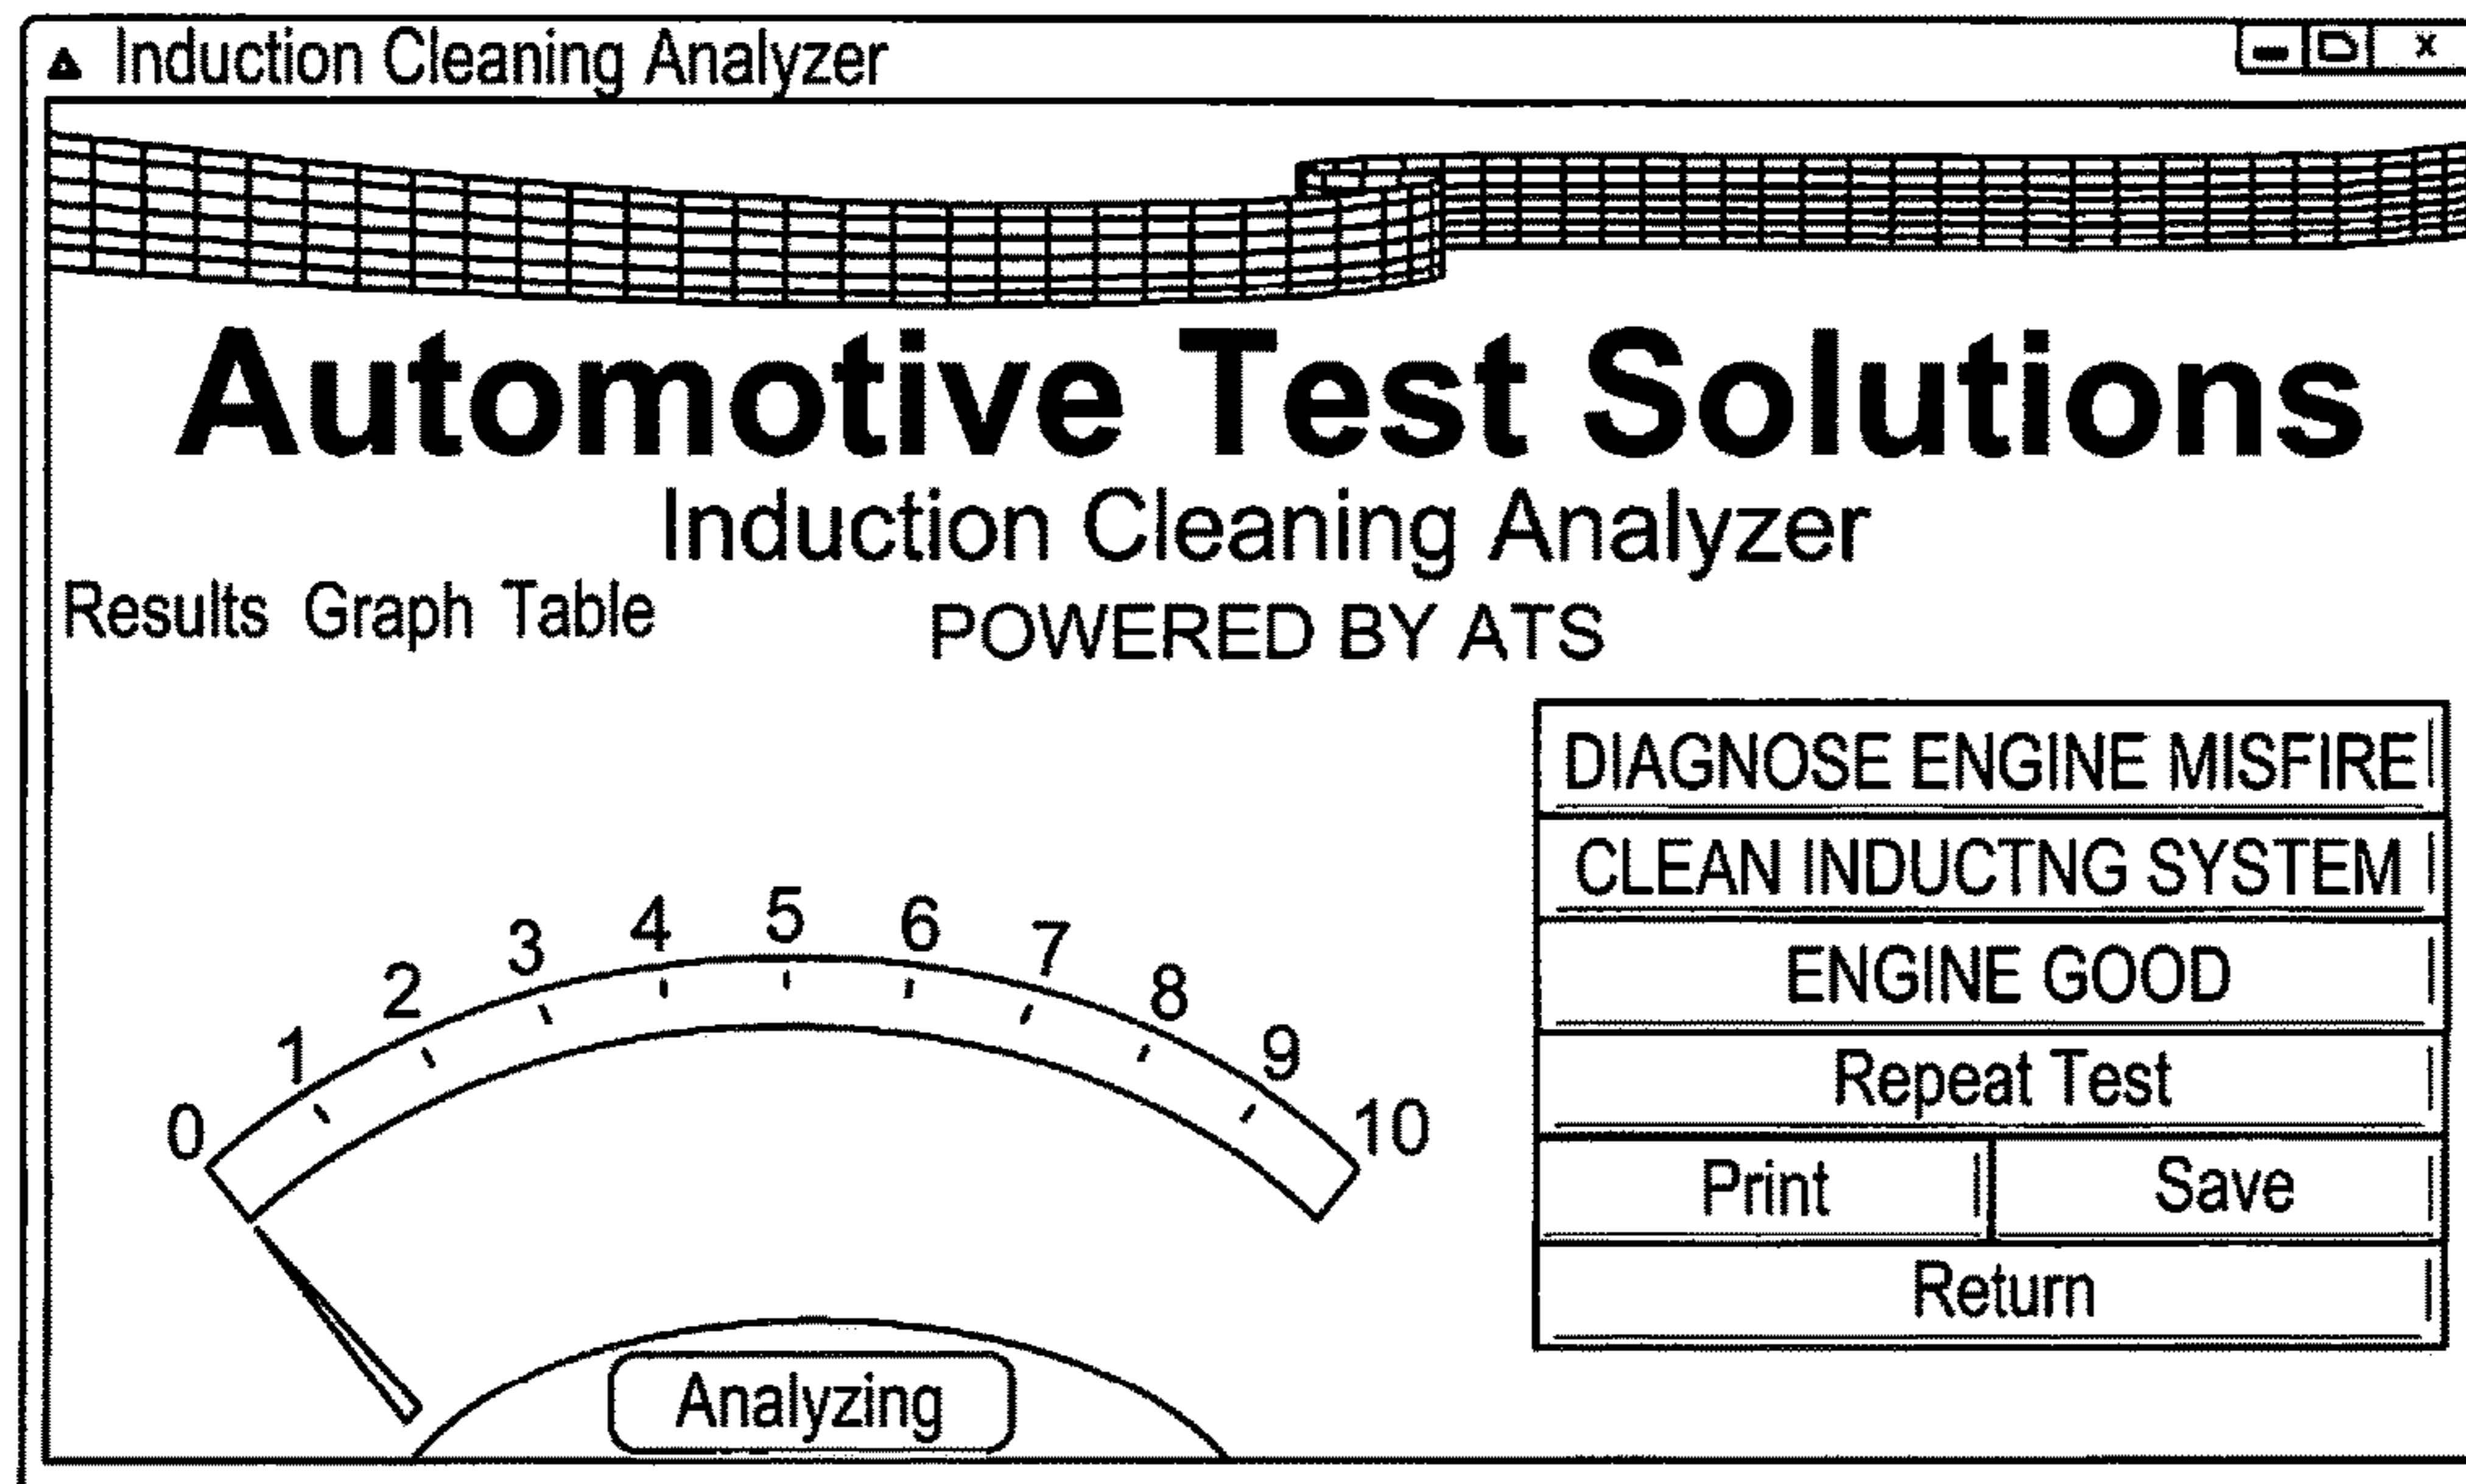 Induction Cleaning Analyzer
Automotive Test Solutions
Induction Cleaning Analyzer
Results Graph Table
POWERED BY ATS
DIAGNOSE ENGINE MISFIRE
CLEAN INDUCTNG SYSTEM
ENGINE GOOD
Repeat Test
Print Save
Return
0 1 2 3 4 5 6 7 8 9 10
Analyzing